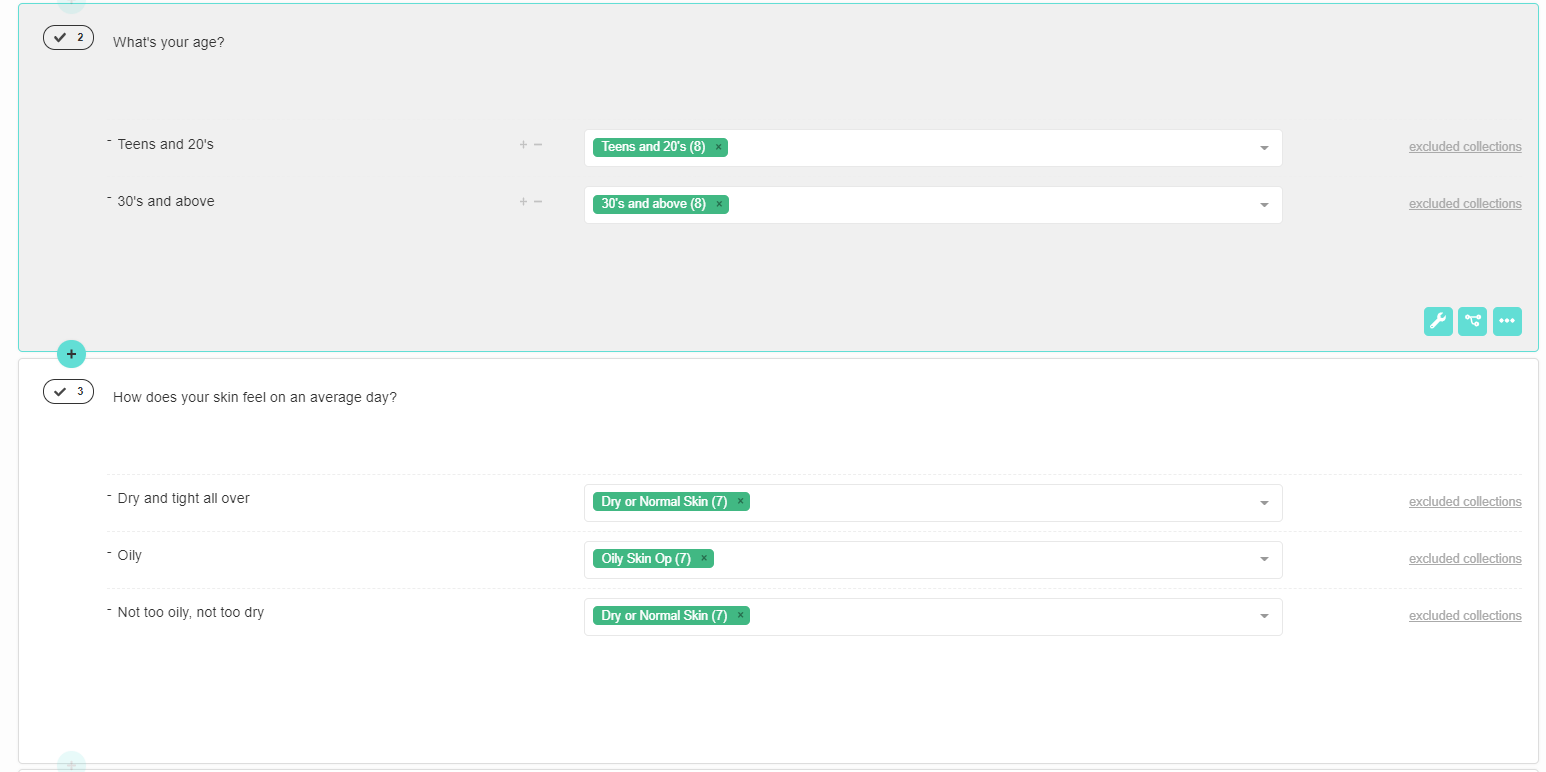 2 What's your age?
- Teens and 20's + − Teens and 20's (8) × excluded collections
- 30's and above + − 30's and above (8) × excluded collections
+
3 How does your skin feel on an average day?
- Dry and tight all over Dry or Normal Skin (7) × excluded collections
- Oily Oily Skin Op (7) × excluded collections
- Not too oily, not too dry Dry or Normal Skin (7) × excluded collections